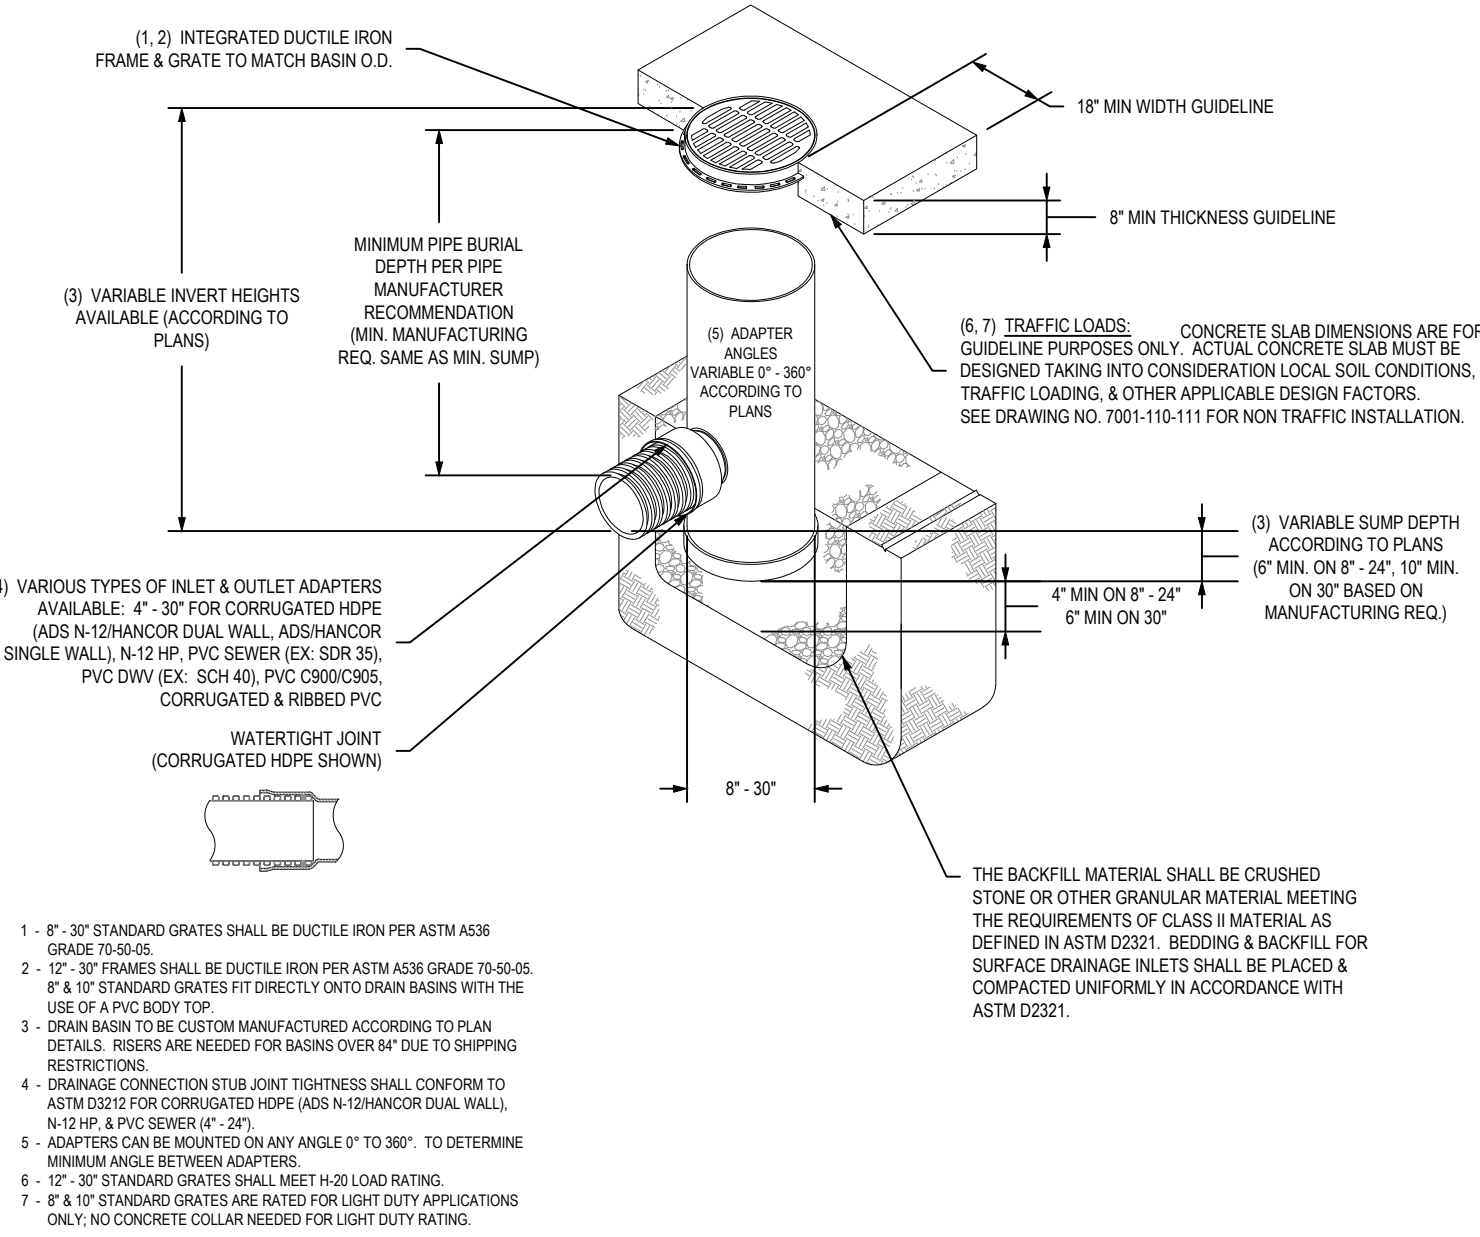 (1, 2) INTEGRATED DUCTILE IRON
FRAME & GRATE TO MATCH BASIN O.D.
18" MIN WIDTH GUIDELINE
8" MIN THICKNESS GUIDELINE
MINIMUM PIPE BURIAL
DEPTH PER PIPE
MANUFACTURER
RECOMMENDATION
(MIN. MANUFACTURING
REQ. SAME AS MIN. SUMP)
(3) VARIABLE INVERT HEIGHTS
AVAILABLE (ACCORDING TO
PLANS)
(5) ADAPTER
ANGLES
VARIABLE 0° - 360°
ACCORDING TO
PLANS
(6, 7) TRAFFIC LOADS: CONCRETE SLAB DIMENSIONS ARE FOR
GUIDELINE PURPOSES ONLY. ACTUAL CONCRETE SLAB MUST BE
DESIGNED TAKING INTO CONSIDERATION LOCAL SOIL CONDITIONS,
TRAFFIC LOADING, & OTHER APPLICABLE DESIGN FACTORS.
SEE DRAWING NO. 7001-110-111 FOR NON TRAFFIC INSTALLATION.
(3) VARIABLE SUMP DEPTH
ACCORDING TO PLANS
(6" MIN. ON 8" - 24", 10" MIN.
ON 30" BASED ON
MANUFACTURING REQ.)
4" MIN ON 8" - 24"
6" MIN ON 30"
4) VARIOUS TYPES OF INLET & OUTLET ADAPTERS
AVAILABLE: 4" - 30" FOR CORRUGATED HDPE
(ADS N-12/HANCOR DUAL WALL, ADS/HANCOR
SINGLE WALL), N-12 HP, PVC SEWER (EX: SDR 35),
PVC DWV (EX: SCH 40), PVC C900/C905,
CORRUGATED & RIBBED PVC
WATERTIGHT JOINT
(CORRUGATED HDPE SHOWN)
8" - 30"
THE BACKFILL MATERIAL SHALL BE CRUSHED
STONE OR OTHER GRANULAR MATERIAL MEETING
THE REQUIREMENTS OF CLASS II MATERIAL AS
DEFINED IN ASTM D2321. BEDDING & BACKFILL FOR
SURFACE DRAINAGE INLETS SHALL BE PLACED &
COMPACTED UNIFORMLY IN ACCORDANCE WITH
ASTM D2321.
1 - 8" - 30" STANDARD GRATES SHALL BE DUCTILE IRON PER ASTM A536
GRADE 70-50-05.
2 - 12" - 30" FRAMES SHALL BE DUCTILE IRON PER ASTM A536 GRADE 70-50-05.
8" & 10" STANDARD GRATES FIT DIRECTLY ONTO DRAIN BASINS WITH THE
USE OF A PVC BODY TOP.
3 - DRAIN BASIN TO BE CUSTOM MANUFACTURED ACCORDING TO PLAN
DETAILS. RISERS ARE NEEDED FOR BASINS OVER 84" DUE TO SHIPPING
RESTRICTIONS.
4 - DRAINAGE CONNECTION STUB JOINT TIGHTNESS SHALL CONFORM TO
ASTM D3212 FOR CORRUGATED HDPE (ADS N-12/HANCOR DUAL WALL),
N-12 HP, & PVC SEWER (4" - 24").
5 - ADAPTERS CAN BE MOUNTED ON ANY ANGLE 0° TO 360°. TO DETERMINE
MINIMUM ANGLE BETWEEN ADAPTERS.
6 - 12" - 30" STANDARD GRATES SHALL MEET H-20 LOAD RATING.
7 - 8" & 10" STANDARD GRATES ARE RATED FOR LIGHT DUTY APPLICATIONS
ONLY; NO CONCRETE COLLAR NEEDED FOR LIGHT DUTY RATING.